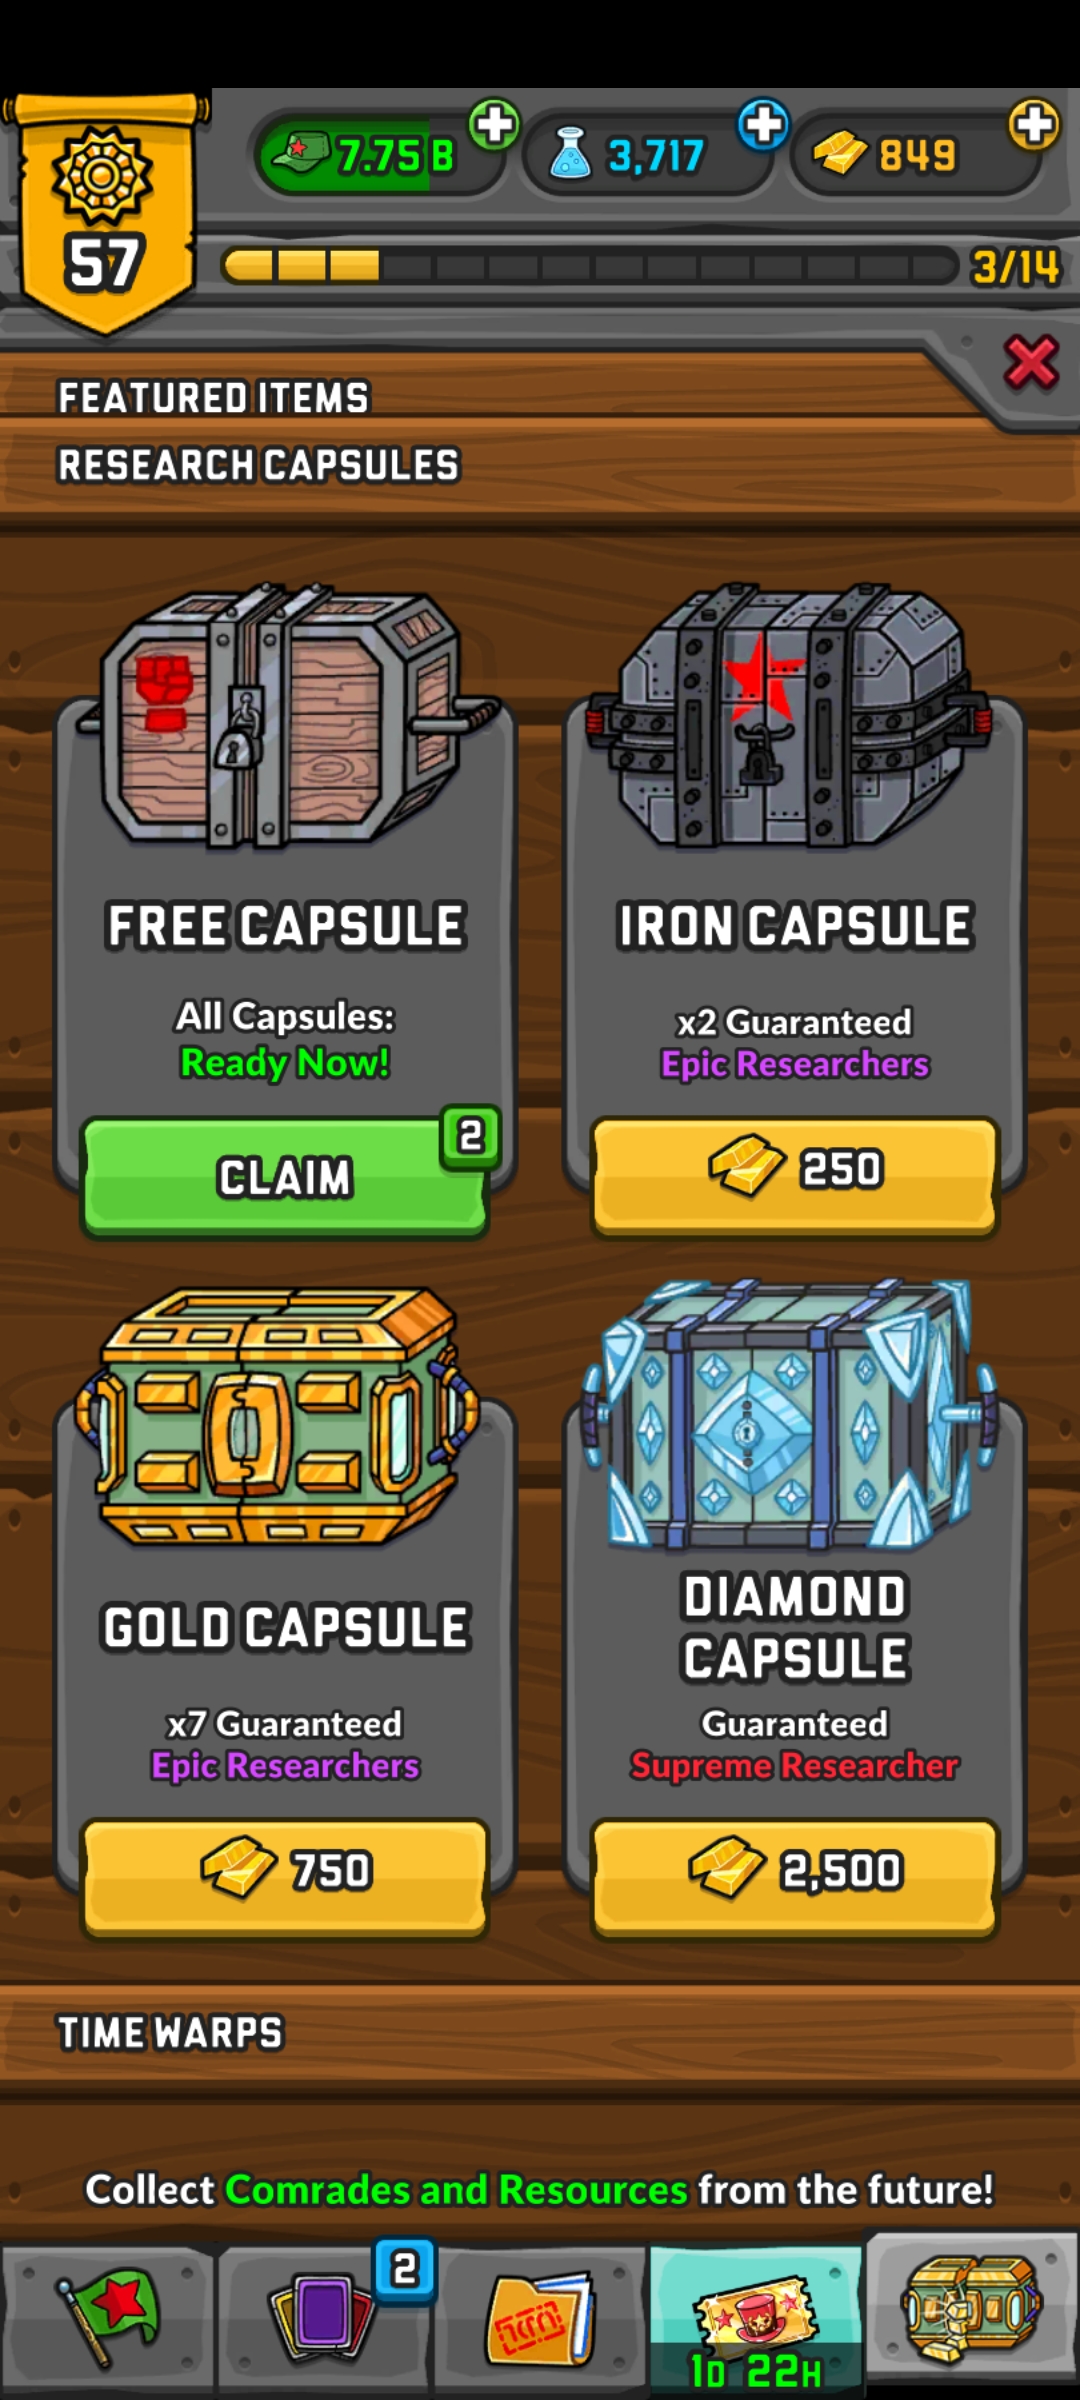 7.75 B
3,717
849
57
3/14
FEATURED ITEMS
RESEARCH CAPSULES
FREE CAPSULE
All Capsules:
Ready Now!
2
CLAIM
IRON CAPSULE
x2 Guaranteed
Epic Researchers
250
GOLD CAPSULE
x7 Guaranteed
Epic Researchers
750
DIAMOND
CAPSULE
Guaranteed
Supreme Researcher
2,500
TIME WARPS
Collect Comrades and Resources from the future!
2
1D 22H